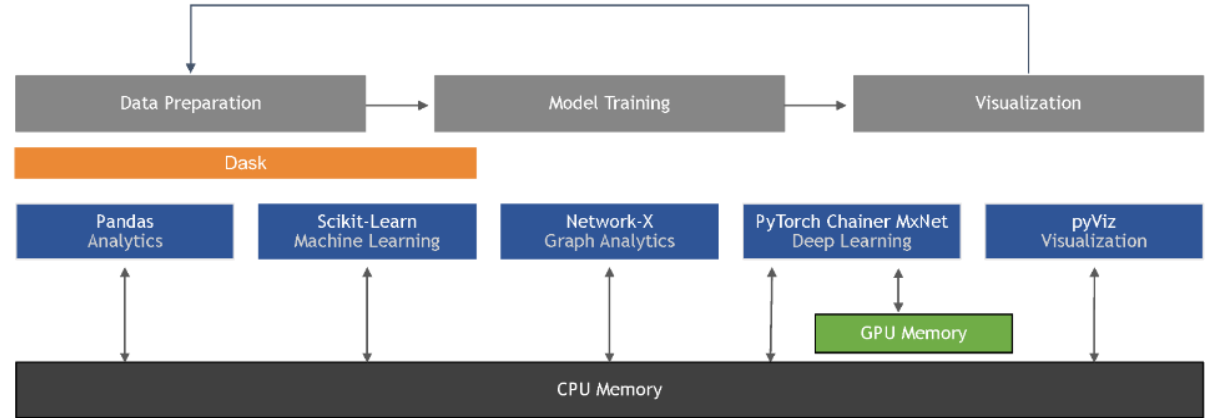 Data Preparation
Model Training
Visualization
Dask
Pandas
Analytics
Scikit-Learn
Machine Learning
Network-X
Graph Analytics
PyTorch Chainer MxNet
Deep Learning
pyViz
Visualization
GPU Memory
CPU Memory